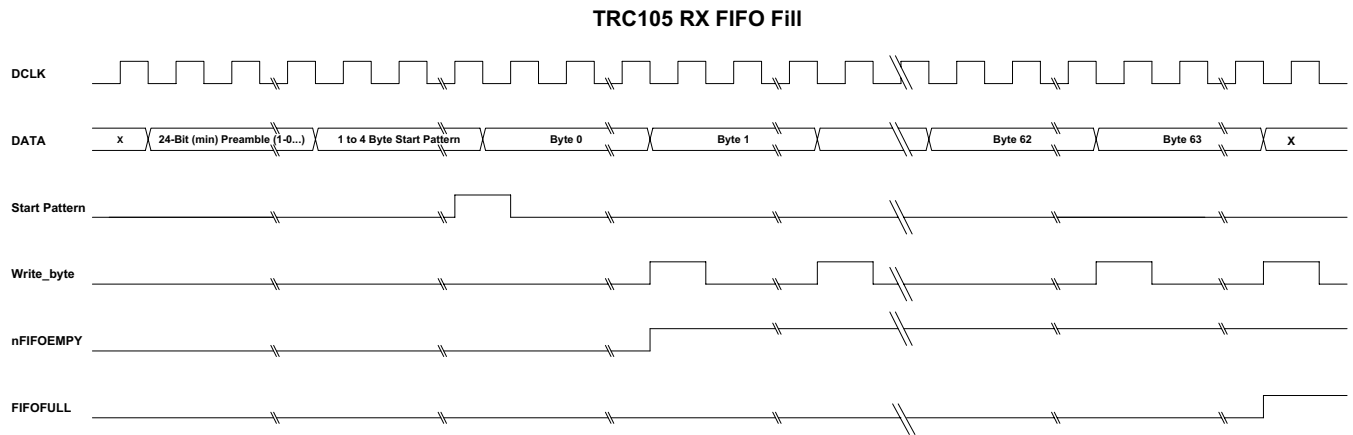 TRC105 RX FIFO Fill
DCLK
DATA X 24-Bit (min) Preamble (1-0...) 1 to 4 Byte Start Pattern Byte 0 Byte 1 Byte 62 Byte 63 X
Start Pattern
Write_byte
nFIFOEMPY
FIFOFULL